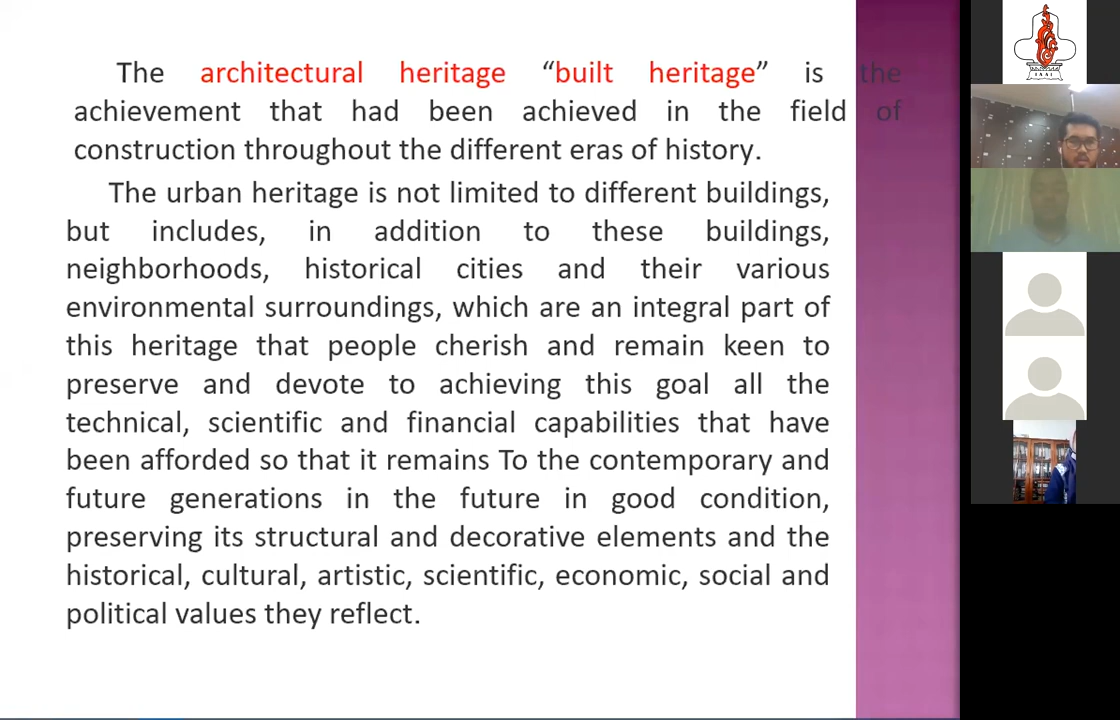 The architectural heritage “built heritage” is the
achievement that had been achieved in the field of
construction throughout the different eras of history.
The urban heritage is not limited to different buildings,
but includes, in addition to these buildings,
neighborhoods, historical cities and their various
environmental surroundings, which are an integral part of
this heritage that people cherish and remain keen to
preserve and devote to achieving this goal all the
technical, scientific and financial capabilities that have
been afforded so that it remains To the contemporary and
future generations in the future in good condition,
preserving its structural and decorative elements and the
historical, cultural, artistic, scientific, economic, social and
political values they reflect.